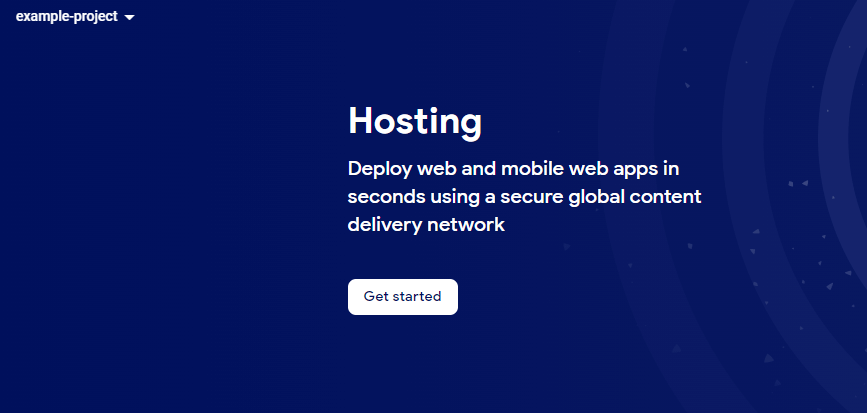 example-project
Hosting
Deploy web and mobile web apps in
seconds using a secure global content
delivery network
Get started